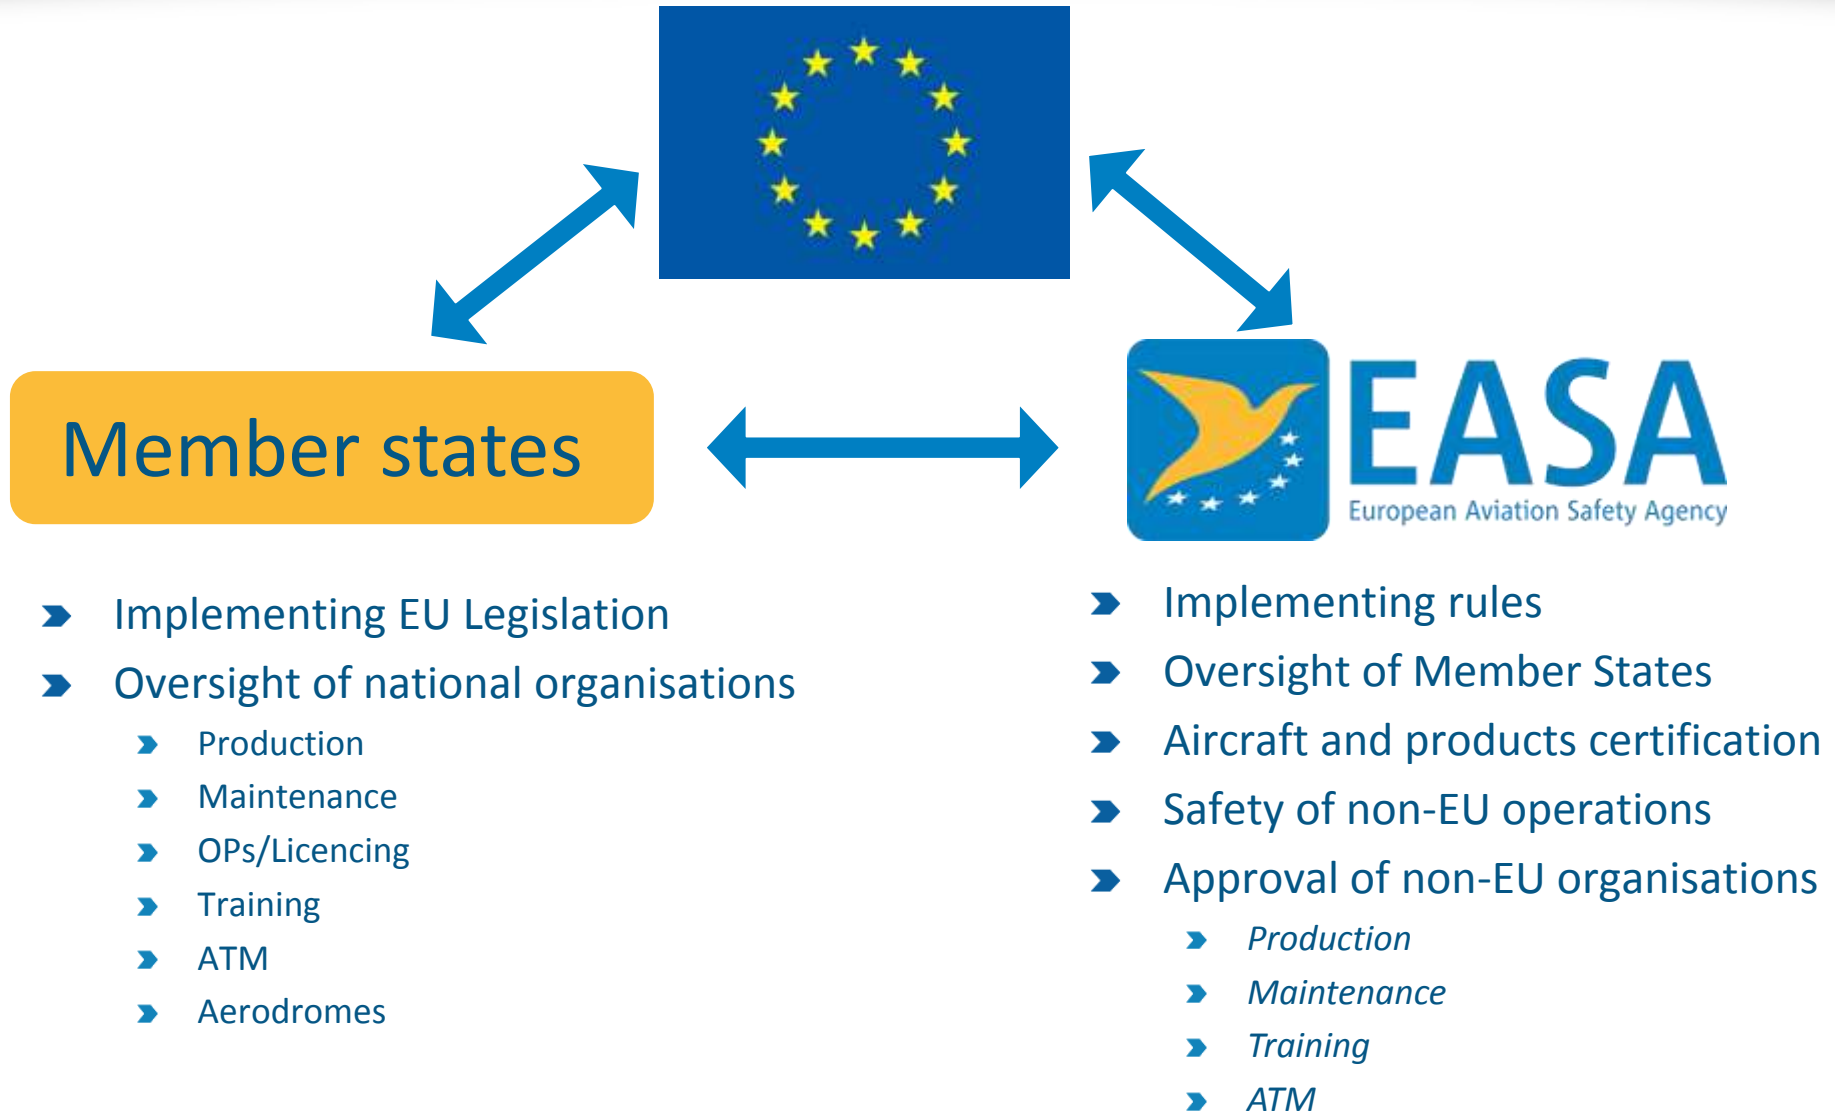 Member states
EASA
European Aviation Safety Agency
Implementing EU Legislation
Oversight of national organisations
Production
Maintenance
OPs/Licencing
Training
ATM
Aerodromes
Implementing rules
Oversight of Member States
Aircraft and products certification
Safety of non-EU operations
Approval of non-EU organisations
Production
Maintenance
Training
ATM